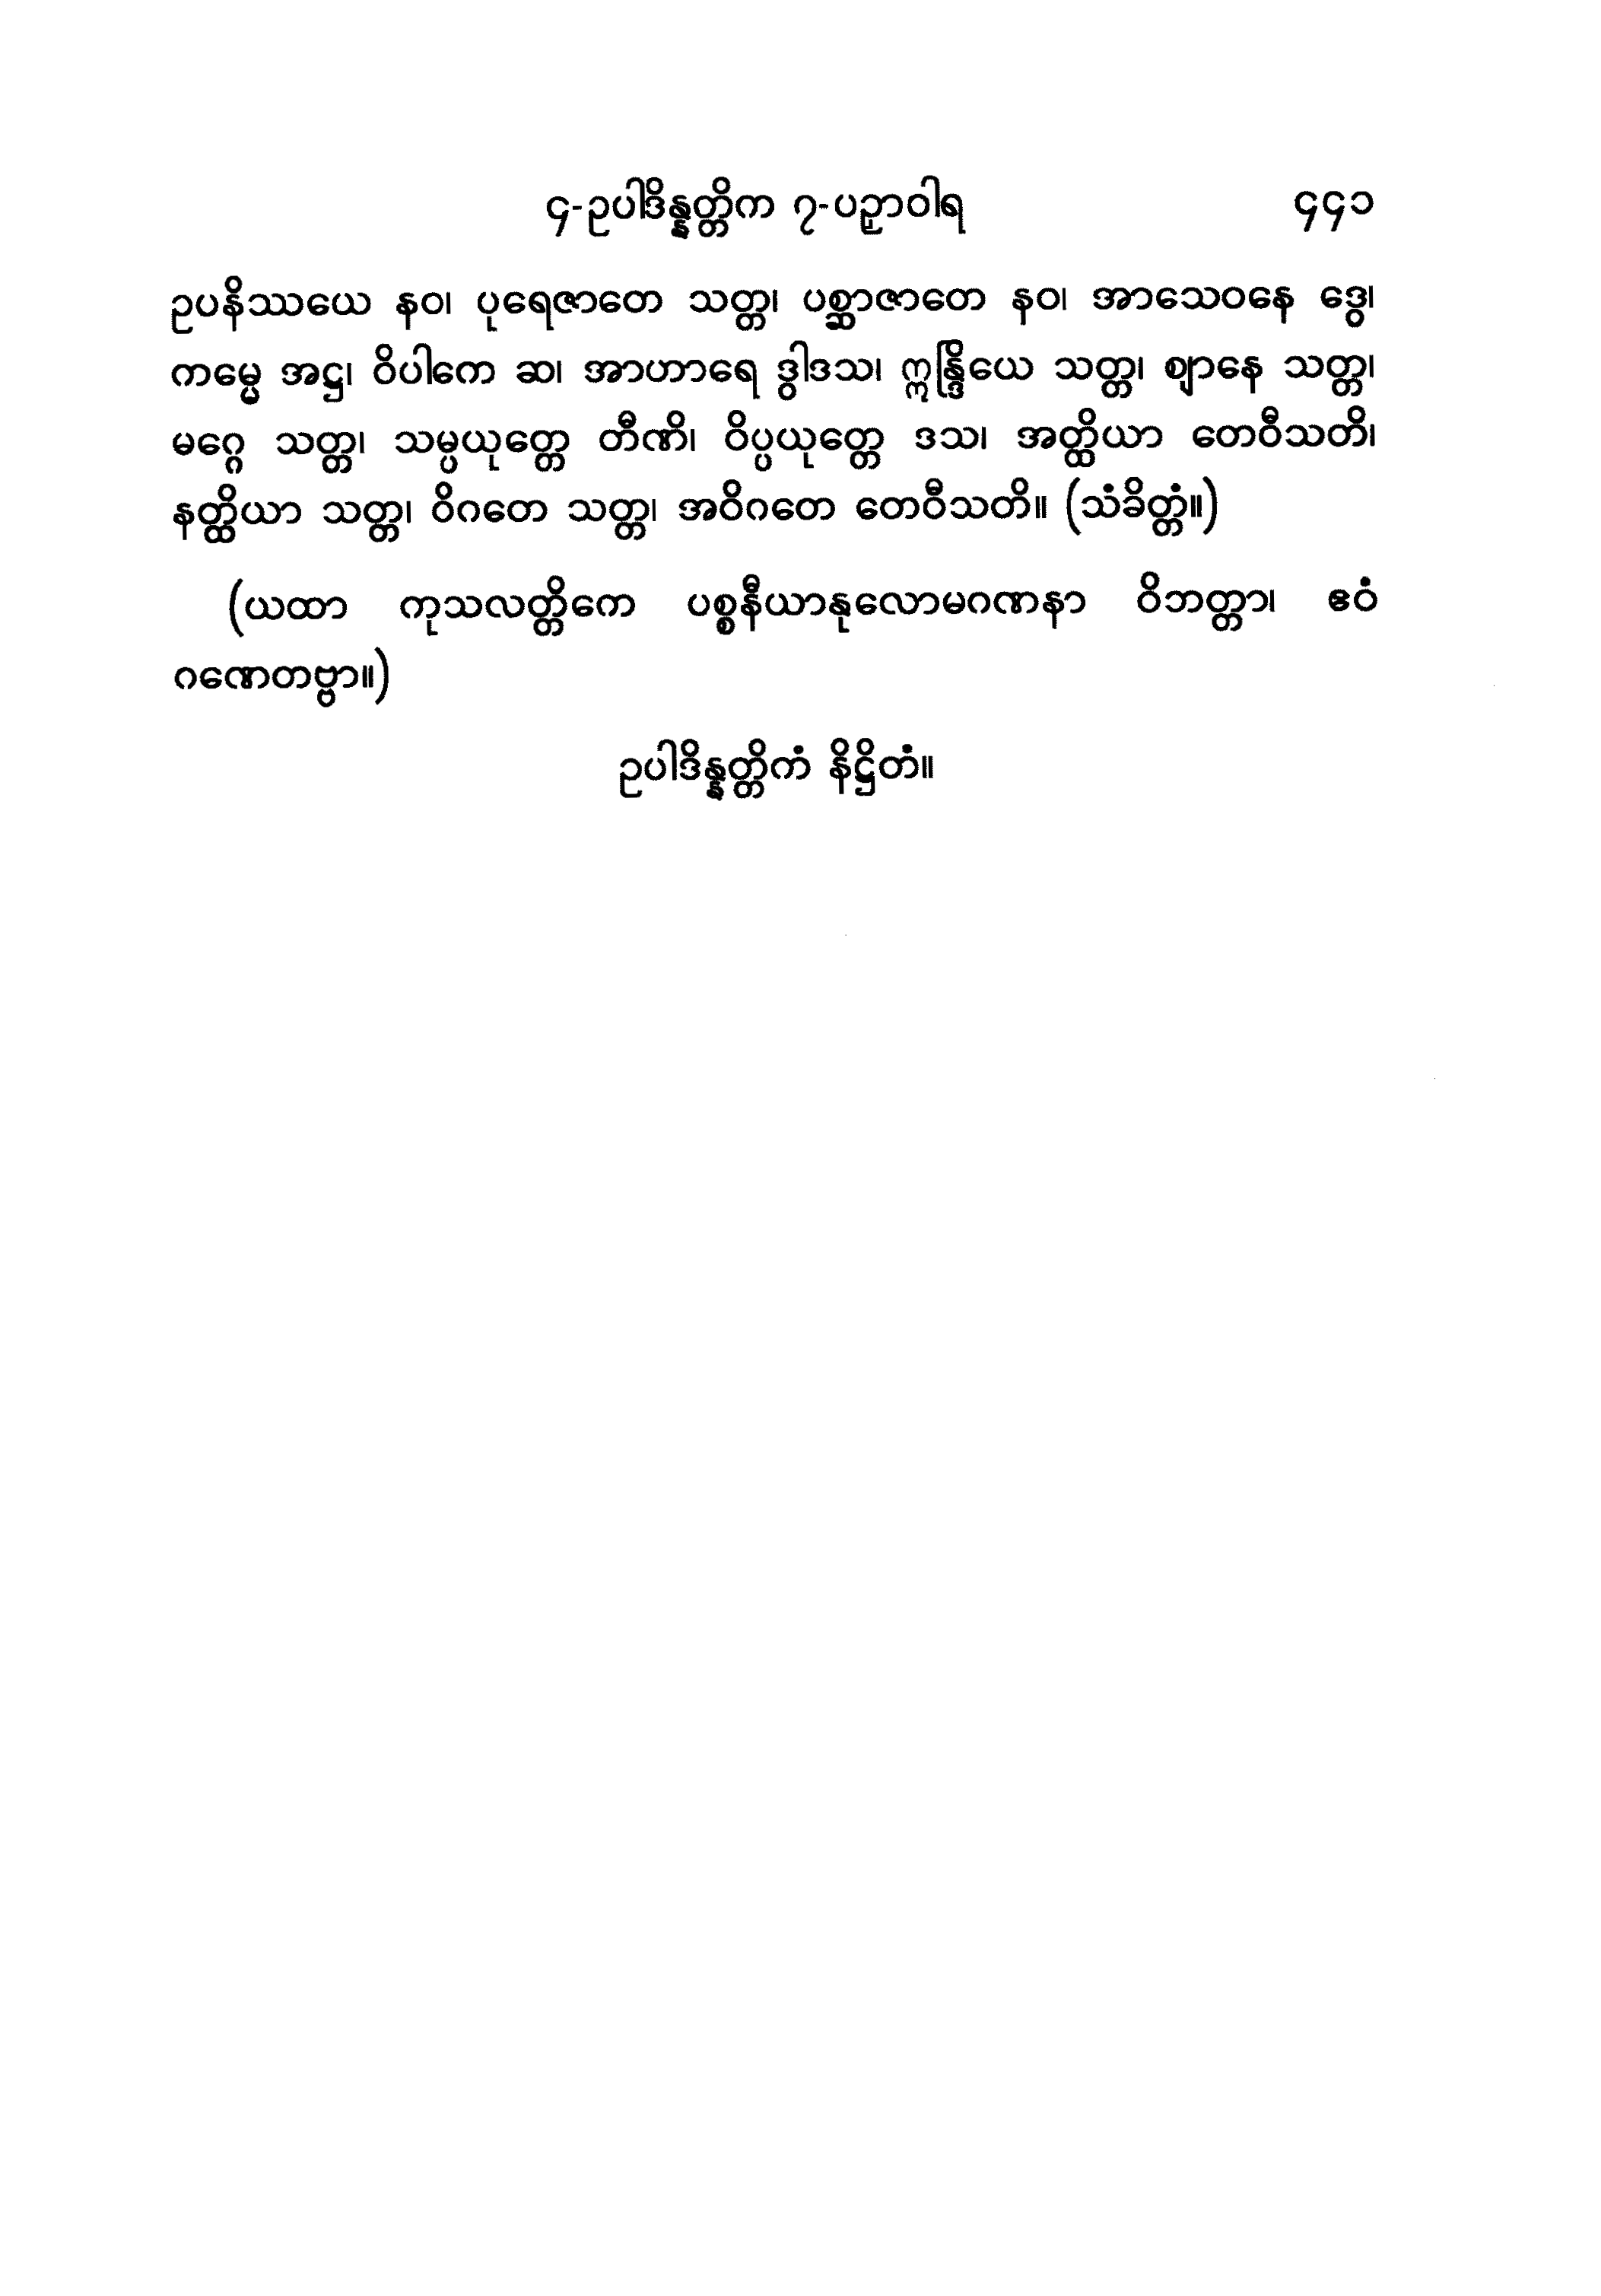 ၄-ဥပါဒိန္နတ္တိက ၇-ပဉှာဝါရ ၄၄၁
ဥပနိဿယေ နဝ၊ ပုရေဇာတေ သတ္တ၊ ပစ္ဆာဇာတေ နဝ၊ အာသေဝနေ ဒွေ၊
ကမ္မေ အဋ္ဌ၊ ဝိပါကေ ဆ၊ အာဟာရေ ဒွါဒသ၊ ဣန္ဒြိယေ သတ္တ၊ ဈာနေ သတ္တ၊
မဂ္ဂေ သတ္တ၊ သမ္ပယုတ္တေ တီဏိ၊ ဝိပ္ပယုတ္တေ ဒသ၊ အတ္ထိယာ တေဝီသတိ၊
နတ္ထိယာ သတ္တ၊ ဝိဂတေ သတ္တ၊ အဝိဂတေ တေဝီသတိ။ (သံခိတ္တံ။)
(ယထာ ကုသလတ္တိကေ ပစ္စနီယာနုလောမဂဏနာ ဝိဘတ္တာ၊ ဧဝံ
ဂဏေတဗ္ဗာ။)
ဥပါဒိန္နတ္တိကံ နိဋ္ဌိတံ။